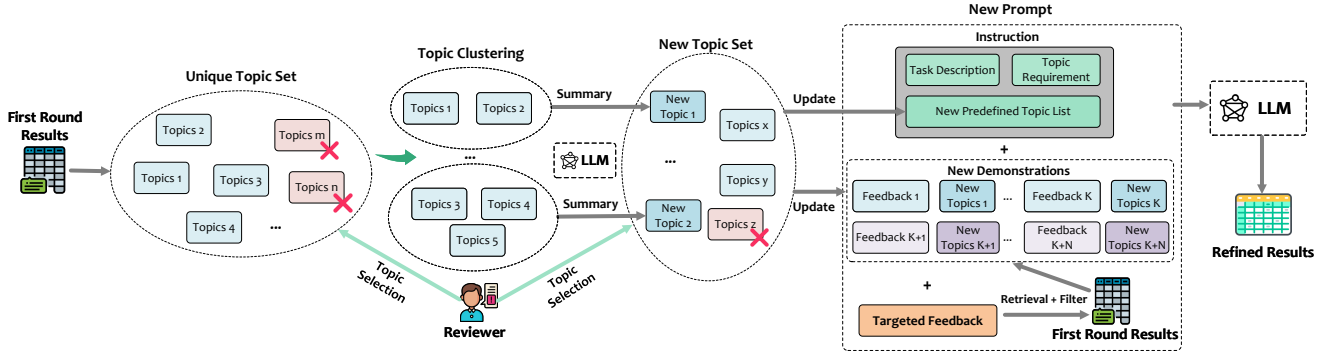 First Round
Results
Unique Topic Set
Topics 2
Topics m
Topics 1
Topics 3
Topics n
Topics 4
...
Topic Clustering
Topics 1
Topics 2
...
Topics 3
Topics 4
Topics 5
Summary
LLM
Summary
Topic
Selection
Topic
Selection
Reviewer
New Topic Set
New
Topic 1
Topics x
...
Topics y
New
Topic 2
Topics z
Update
Update
New Prompt
Instruction
Task Description
Topic
Requirement
New Predefined Topic List
+
New Demonstrations
Feedback 1
New
Topics 1
...
Feedback K
New
Topics K
Feedback K+1
New
Topics K+1
...
Feedback
K+N
New
Topics K+N
+
Retrieval + Filter
Targeted Feedback
First Round Results
LLM
Refined Results